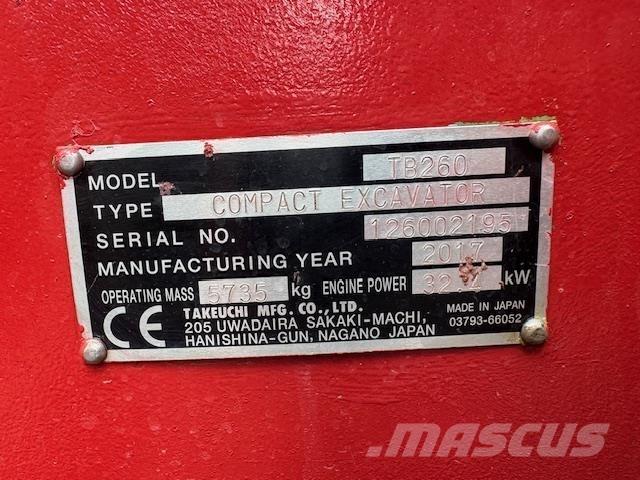 MODEL TB260
TYPE COMPACT EXCAVATOR
SERIAL NO. 126002195
MANUFACTURING YEAR 2017
OPERATING MASS 5735 kg ENGINE POWER kW
CE TAKEUCHI MFG. CO., LTD.
205 UWADAIRA SAKAKI-MACHI,
HANISHINA-GUN, NAGANO JAPAN
MADE IN JAPAN
03793-66052
MASCUS